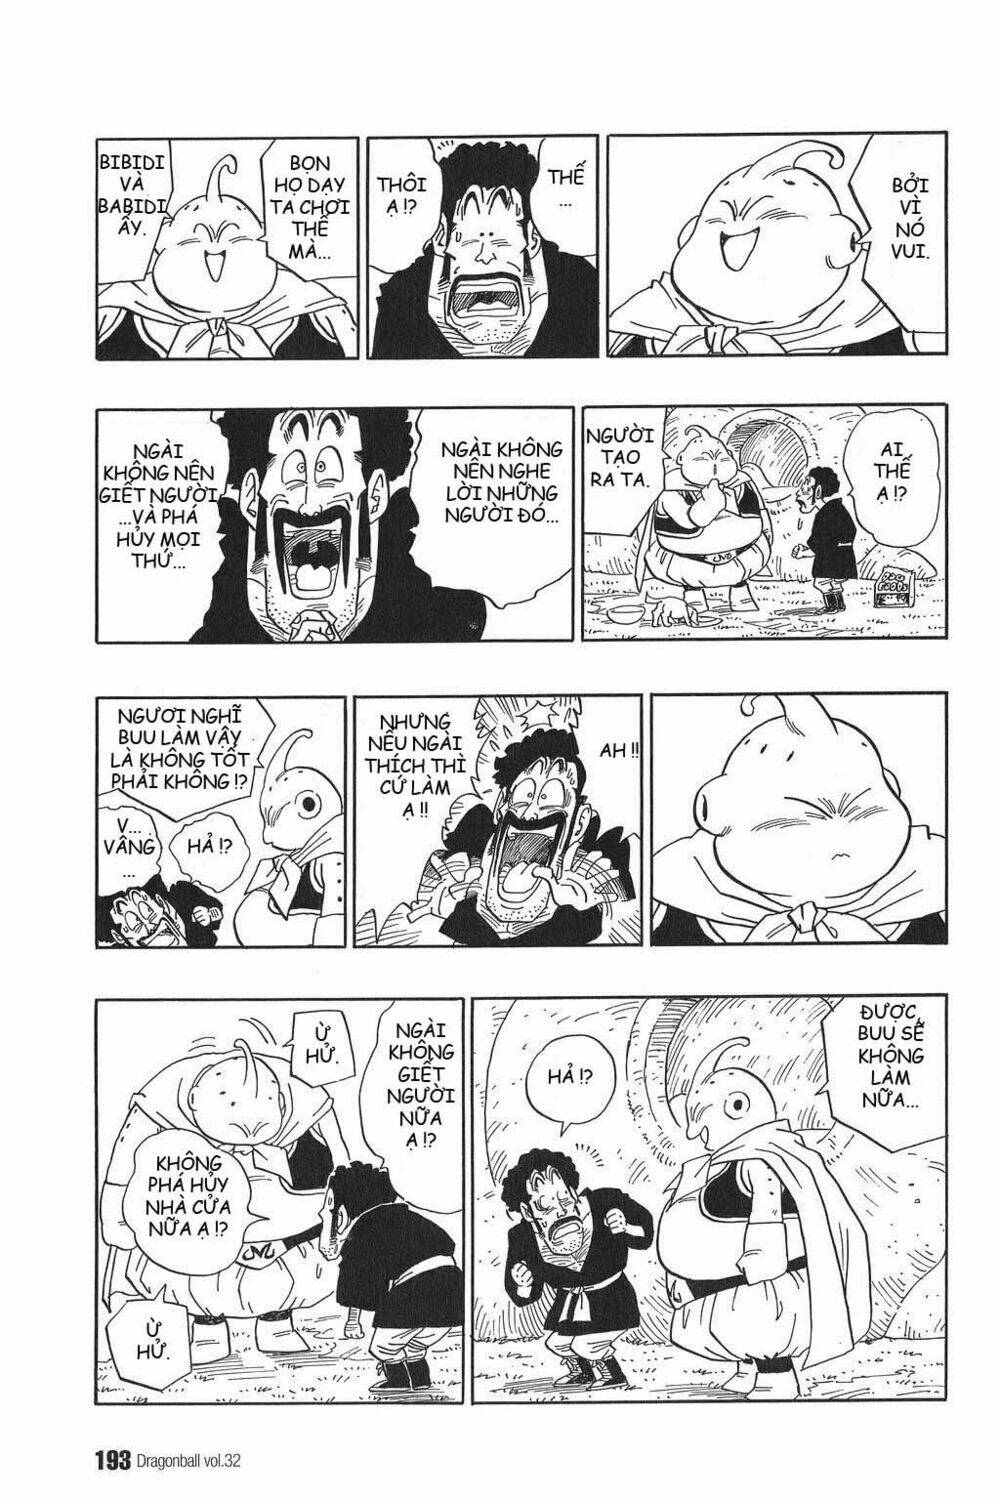 BỞI
VÌ
NÓ
VUI.
THẾ
...
THÔI
Ạ !?
BỌN
HỌ DẠY
TA CHƠI
THẾ
MÀ...
BIBIDI
VÀ
BABIDI
ẤY.
AI
THẾ
Ạ !?
NGƯỜI
TẠO
RA TA.
NGÀI KHÔNG
NÊN NGHE
LỜI NHỮNG
NGƯỜI ĐÓ...
NGÀI
KHÔNG NÊN
GIẾT NGƯỜI
...VÀ PHÁ
HỦY MỌI
THỨ...
AH !!
NHƯNG
NẾU NGÀI
THÍCH THÌ
CỨ LÀM
Ạ !!
NGƯƠI NGHĨ
BUU LÀM VẬY
LÀ KHÔNG TỐT
PHẢI KHÔNG !?
HẢ !?
V...
VÂNG
...
ĐƯỢC,
BUU SẼ
KHÔNG
LÀM
NỮA...
HẢ !?
NGÀI
KHÔNG
GIẾT
NGƯỜI
NỮA
Ạ !?
Ừ
HỬ.
KHÔNG
PHÁ HỦY
NHÀ CỬA
NỮA Ạ !?
Ừ
HỬ.
193 Dragonball vol.32